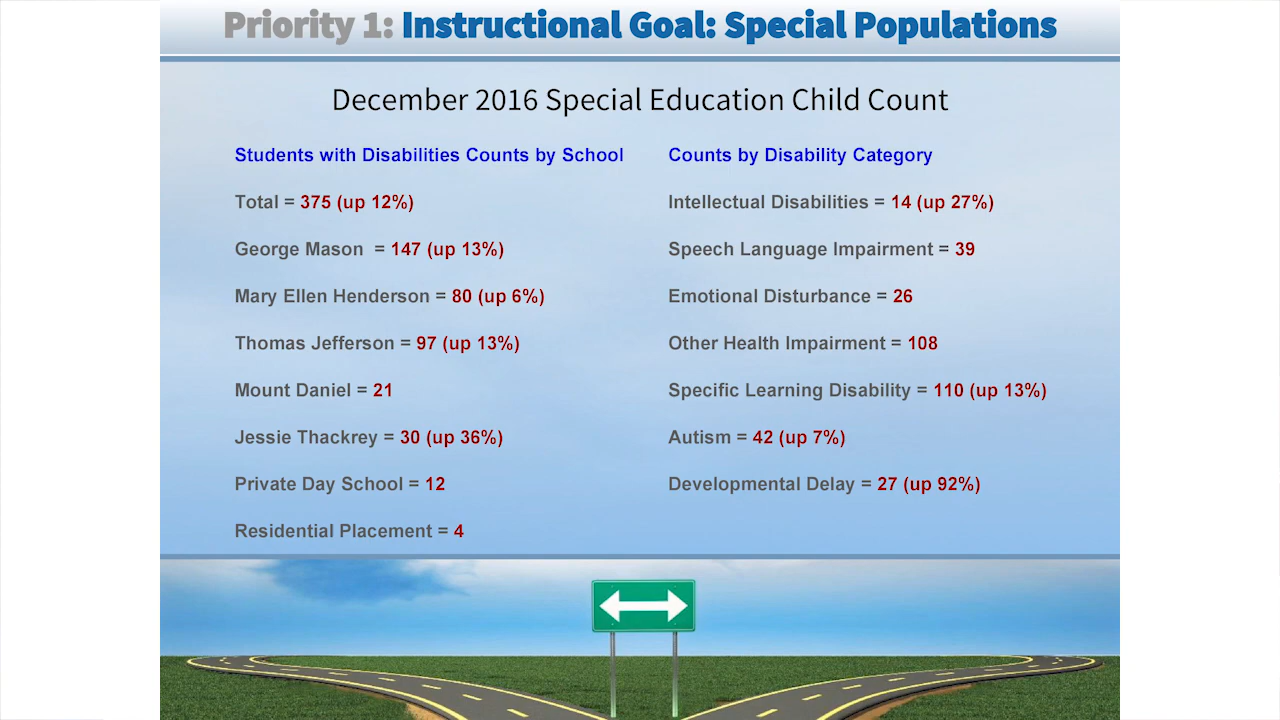 Priority 1: Instructional Goal: Special Populations
December 2016 Special Education Child Count
Students with Disabilities Counts by School
Total = 375 (up 12%)
George Mason = 147 (up 13%)
Mary Ellen Henderson = 80 (up 6%)
Thomas Jefferson = 97 (up 13%)
Mount Daniel = 21
Jessie Thackrey = 30 (up 36%)
Private Day School = 12
Residential Placement = 4
Counts by Disability Category
Intellectual Disabilities = 14 (up 27%)
Speech Language Impairment = 39
Emotional Disturbance = 26
Other Health Impairment = 108
Specific Learning Disability = 110 (up 13%)
Autism = 42 (up 7%)
Developmental Delay = 27 (up 92%)